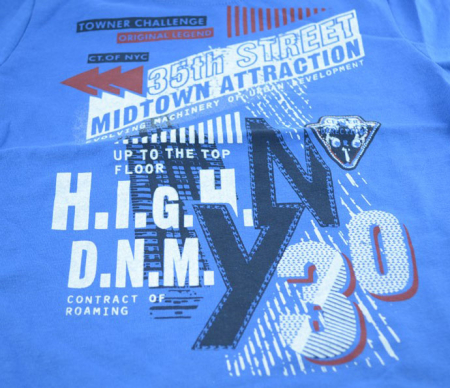 TOWNER CHALLENGE
ORIGINAL LEGEND
CT.OF NYC
35th STREET
MIDTOWN ATTRACTION
EVOLVING MACHINERY OF URBAN DEVELOPMENT
UP TO THE TOP
FLOOR
NY
H.I.G.H.
D.N.M.
30
CONTRACT OF
ROAMING